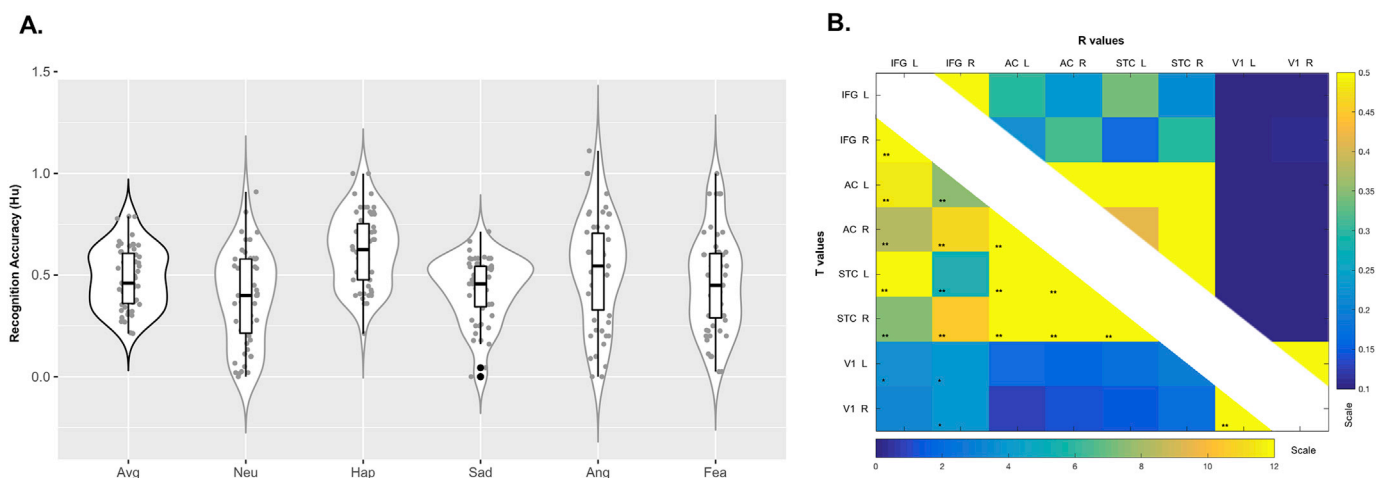 A.
Recognition Accuracy (Hu)
1.5
1.0
0.5
0.0
Avg Neu Hap Sad Ang Fea
B.
R values
IFG L IFG R AC L AC R STC L STC R V1 L V1 R
T values
IFG L
IFG R
**
AC L
** **
AC R
** ** **
STC L
** ** ** **
STC R
** ** ** ** **
V1 L
* *
V1 R
* **
0.5
0.45
0.4
0.35
0.3
0.25
0.2
0.15
0.1
Scale
Scale
0 2 4 6 8 10 12